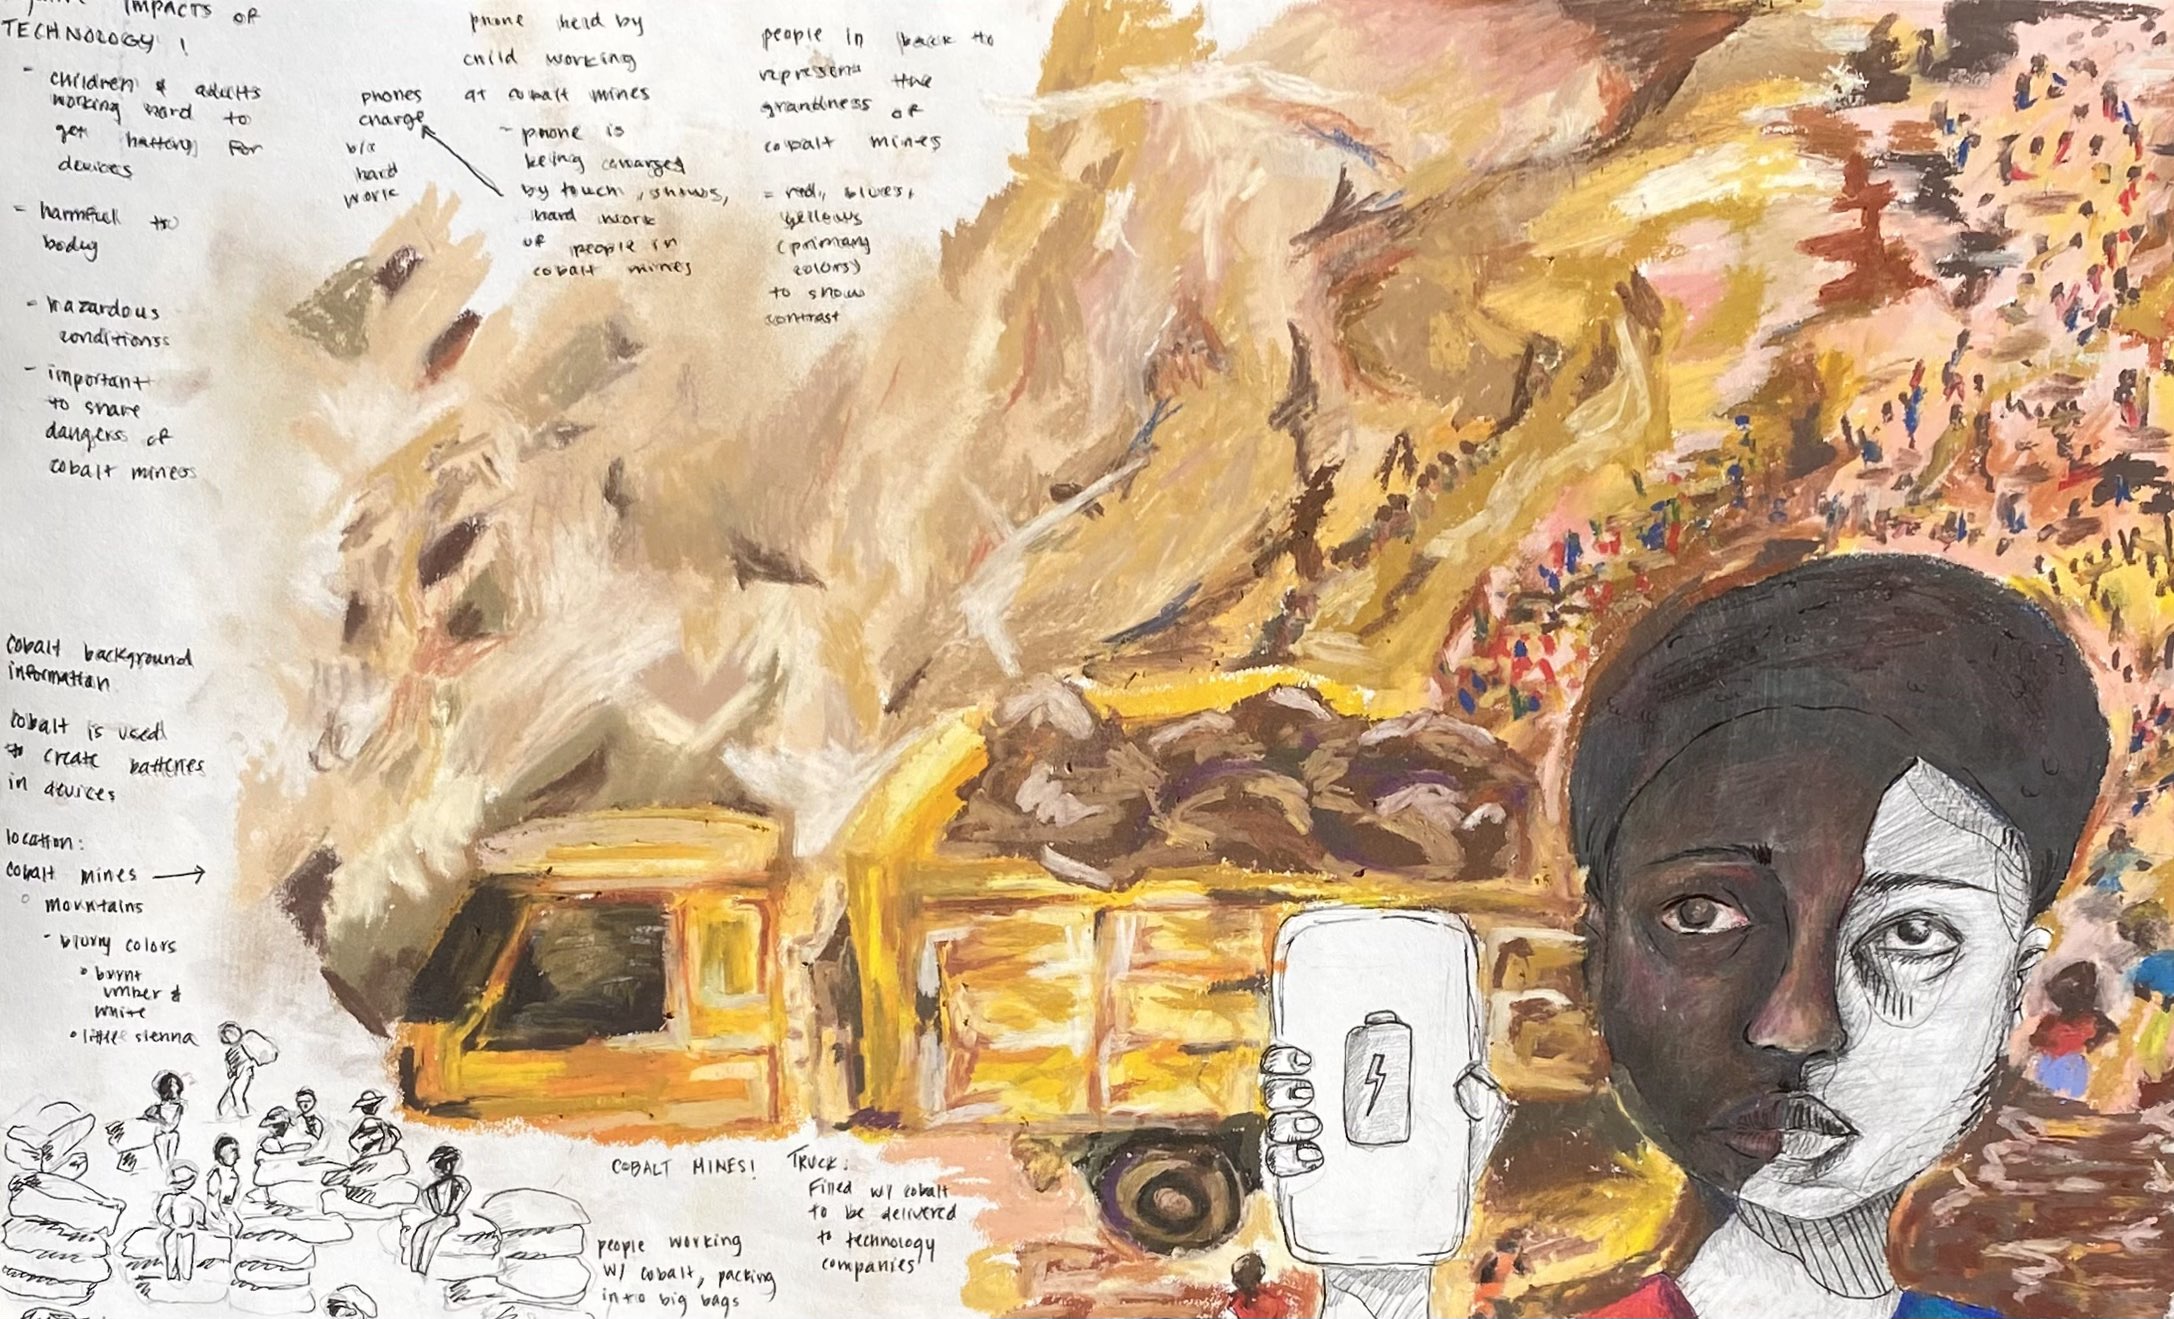 IMPACTS OF
TECHNOLOGY!
- children & adults
working hard to
get battery for
devices
= harmful to
body
- hazardous
conditionss
- important
to share
dangerss of
cobalt miness
phones
charge
b/c
hard
work
phone held by
child working
at cobalt mines
- phone is
being charged
by touch, shows,
hard work
of people in
cobalt mines
people in back to
represent the
grandness of
cobalt mines
= red, blues,
yellows
(primary
colors)
to show
contrast
cobalt background
information
cobalt is used
to create batteries
in devices
location:
cobalt mines →
◦ mountains
- blurry colors
• burnt
umber &
white
• little sienna
COBALT MINES!
people working
w/ cobalt, packing
into big bags
TRUCK:
Filled w/ cobalt
to be delivered
to technology
companies